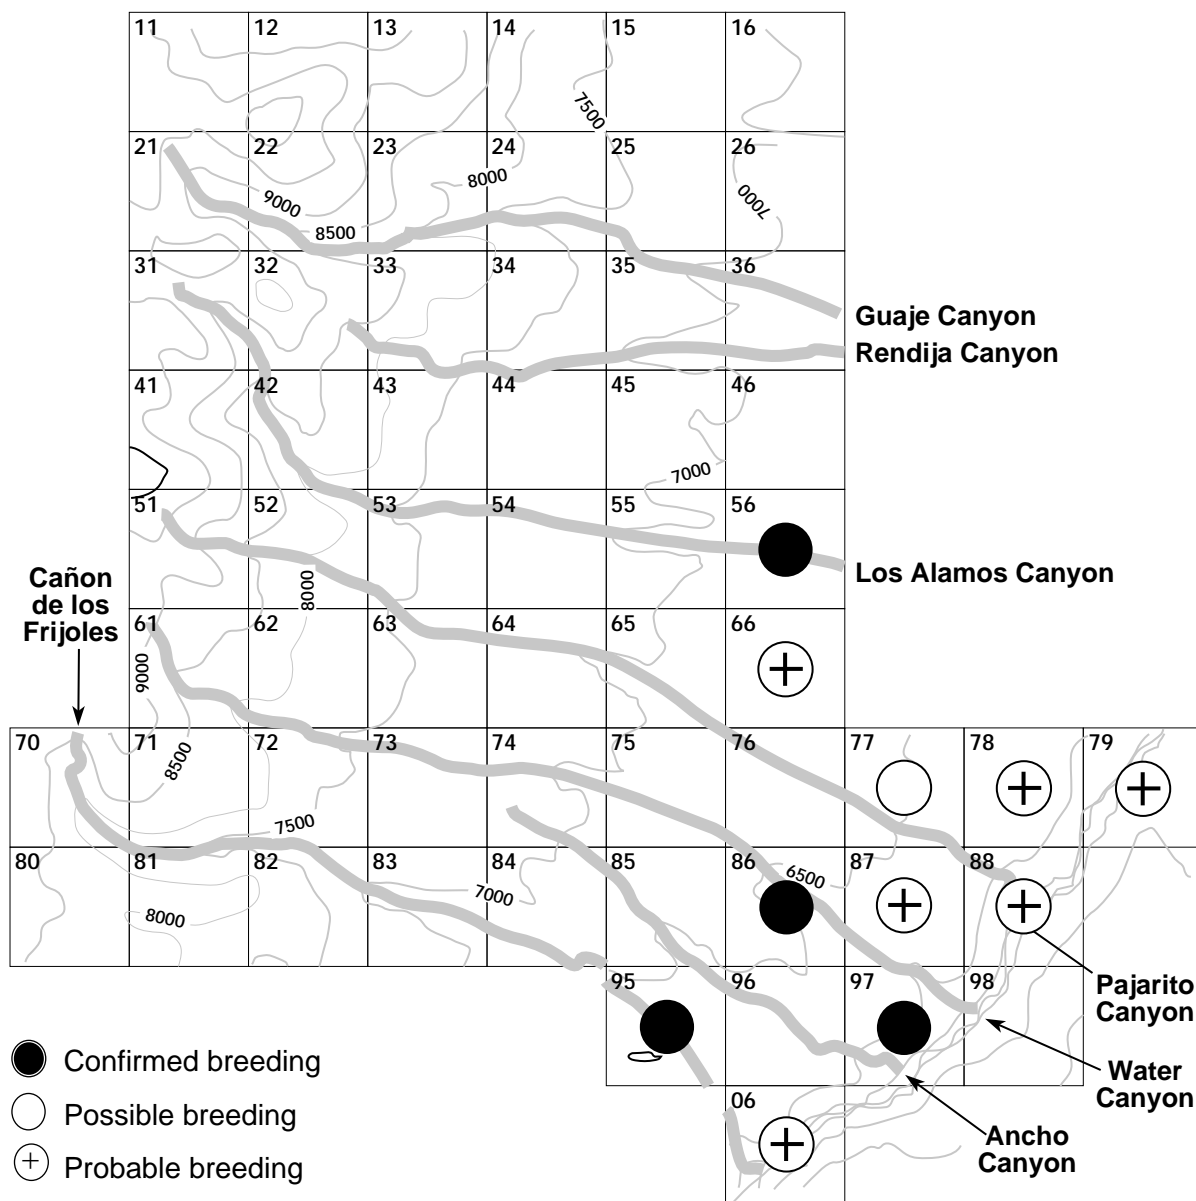 11 12 13 14 15 16
7500
21 22 23 24 25 26
8000
9000
7000
8500
31 32 33 34 35 36
Guaje Canyon
Rendija Canyon
41 42 43 44 45 46
7000
51 52 53 54 55 56
Los Alamos Canyon
8000
Cañon
de los
Frijoles
61 62 63 64 65 66
9000
70 71 72 73 74 75 76 77 78 79
8500
7500
80 81 82 83 84 85 86 87 88
6500
7000
8000
95 96 97 98
Pajarito
Canyon
Water
Canyon
06
Ancho
Canyon
Confirmed breeding
Possible breeding
Probable breeding